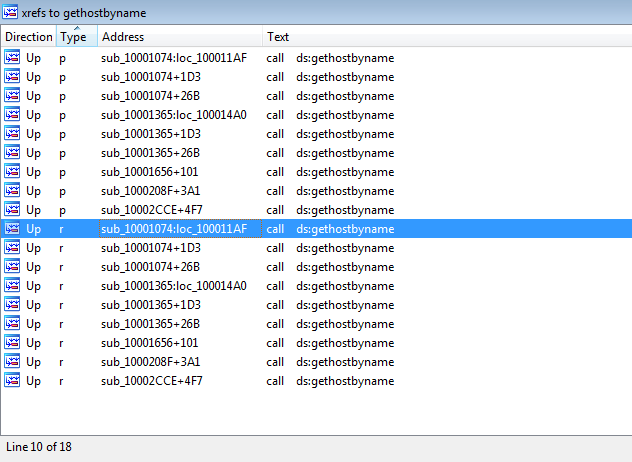 xrefs to gethostbyname
Direction Type Address Text
Up p sub_10001074:loc_100011AF call ds:gethostbyname
Up p sub_10001074+1D3 call ds:gethostbyname
Up p sub_10001074+26B call ds:gethostbyname
Up p sub_10001365:loc_100014A0 call ds:gethostbyname
Up p sub_10001365+1D3 call ds:gethostbyname
Up p sub_10001365+26B call ds:gethostbyname
Up p sub_10001656+101 call ds:gethostbyname
Up p sub_1000208F+3A1 call ds:gethostbyname
Up p sub_10002CCE+4F7 call ds:gethostbyname
Up r sub_10001074:loc_100011AF call ds:gethostbyname
Up r sub_10001074+1D3 call ds:gethostbyname
Up r sub_10001074+26B call ds:gethostbyname
Up r sub_10001365:loc_100014A0 call ds:gethostbyname
Up r sub_10001365+1D3 call ds:gethostbyname
Up r sub_10001365+26B call ds:gethostbyname
Up r sub_10001656+101 call ds:gethostbyname
Up r sub_1000208F+3A1 call ds:gethostbyname
Up r sub_10002CCE+4F7 call ds:gethostbyname
Line 10 of 18